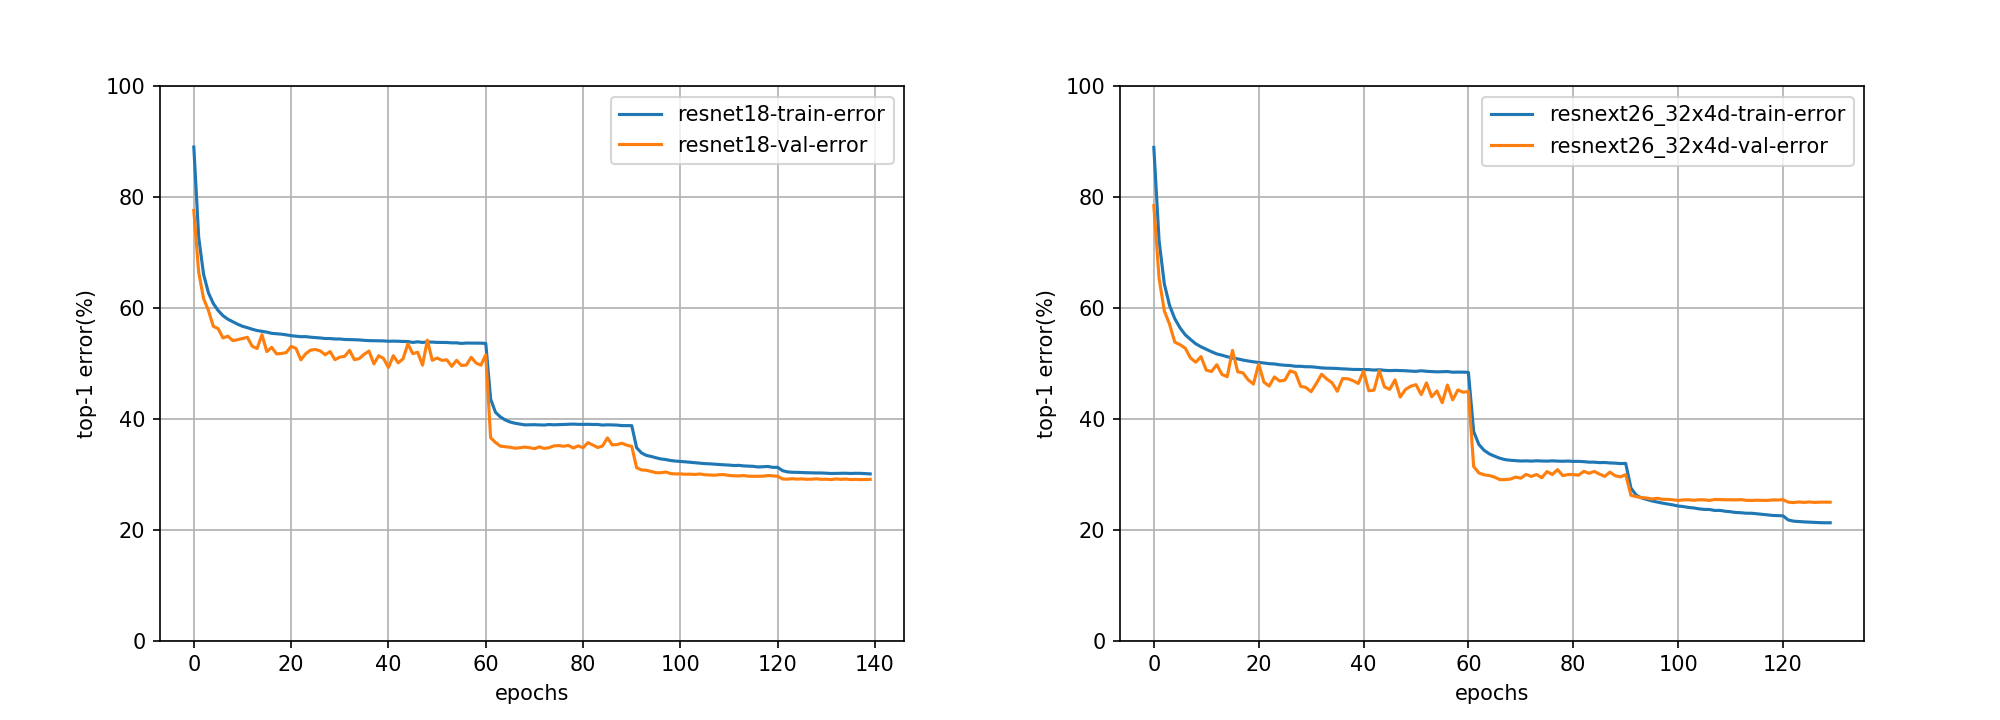 100
80
60
40
20
0
top-1 error(%)
resnet18-train-error
resnet18-val-error
0 20 40 60 80 100 120 140
epochs
100
80
60
40
20
0
top-1 error(%)
resnext26_32x4d-train-error
resnext26_32x4d-val-error
0 20 40 60 80 100 120
epochs